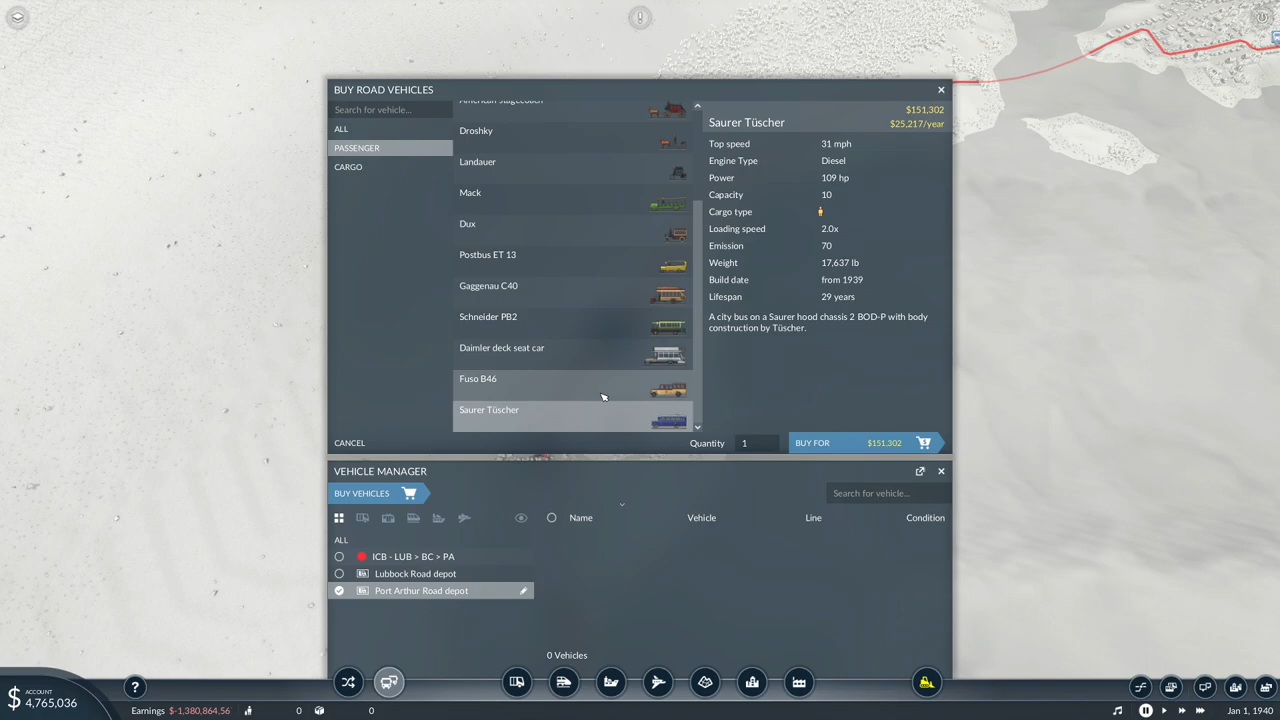 BUY ROAD VEHICLES
Search for vehicle...
ALL
PASSENGER
CARGO
American Stagecoach
Droshky
Landauer
Mack
Dux
Postbus ET 13
Gaggenau C40
Schneider PB2
Daimler deck seat car
Fuso B46
Saurer Tüscher
$151,302
Saurer Tüscher
$25,217/year
Top speed 31 mph
Engine Type Diesel
Power 109 hp
Capacity 10
Cargo type
Loading speed 2.0x
Emission 70
Weight 17,637 lb
Build date from 1939
Lifespan 29 years
A city bus on a Saurer hood chassis 2 BOD-P with body
construction by Tüscher.
CANCEL
Quantity 1
BUY FOR $151,302
VEHICLE MANAGER
BUY VEHICLES
Search for vehicle...
Name Vehicle Line Condition
ALL
ICB - LUB > BC > PA
Lubbock Road depot
Port Arthur Road depot
0 Vehicles
$ ACCOUNT
4,765,036
?
Earnings $-1,380,864.56 0 0
Jan 1, 1940